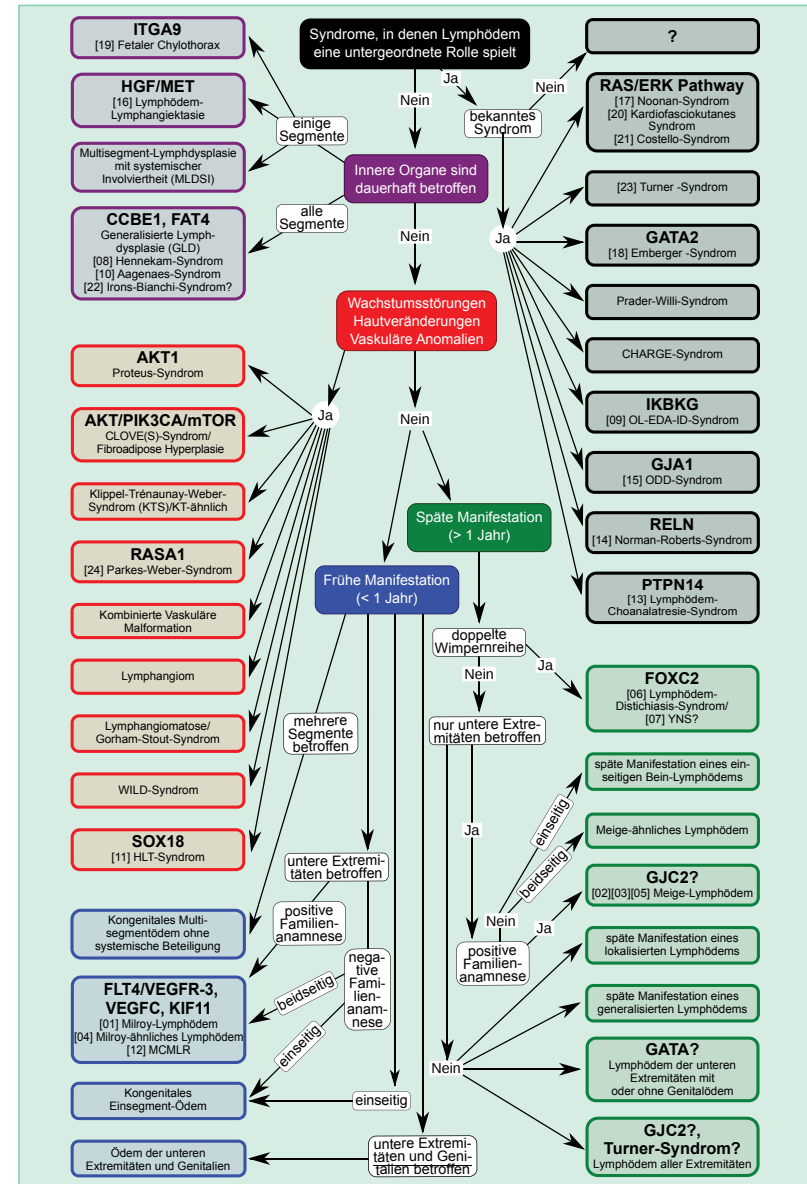 Syndrome, in denen Lymphödem
eine untergeordnete Rolle spielt
Ja
Nein
bekanntes
Syndrom
Nein
?
Ja
RAS/ERK Pathway
[17] Noonan-Syndrom
[20] Kardiofasciokutanes
Syndrom
[21] Costello-Syndrom
[23] Turner -Syndrom
GATA2
[18] Emberger -Syndrom
Prader-Willi-Syndrom
CHARGE-Syndrom
IKBKG
[09] OL-EDA-ID-Syndrom
GJA1
[15] ODD-Syndrom
RELN
[14] Norman-Roberts-Syndrom
PTPN14
[13] Lymphödem-
Choanalatresie-Syndrom
Innere Organe sind
dauerhaft betroffen
einige
Segmente
ITGA9
[19] Fetaler Chylothorax
HGF/MET
[16] Lymphödem-
Lymphangiektasie
Multisegment-Lymphdysplasie
mit systemischer
Involviertheit (MLDSI)
alle
Segmente
CCBE1, FAT4
Generalisierte Lymph-
dysplasie (GLD)
[08] Hennekam-Syndrom
[10] Aagenaes-Syndrom
[22] Irons-Bianchi-Syndrom?
Nein
Wachstumsstörungen
Hautveränderungen
Vaskuläre Anomalien
Ja
AKT1
Proteus-Syndrom
AKT/PIK3CA/mTOR
CLOVE(S)-Syndrom/
Fibroadipose Hyperplasie
Klippel-Trénaunay-Weber-
Syndrom (KTS)/KT-ähnlich
RASA1
[24] Parkes-Weber-Syndrom
Kombinierte Vaskuläre
Malformation
Lymphangiom
Lymphangiomatose/
Gorham-Stout-Syndrom
WILD-Syndrom
SOX18
[11] HLT-Syndrom
Nein
Späte Manifestation
(> 1 Jahr)
Frühe Manifestation
(< 1 Jahr)
doppelte
Wimpernreihe
Ja
Nein
FOXC2
[06] Lymphödem-
Distichiasis-Syndrom/
[07] YNS?
nur untere Extre-
mitäten betroffen
Ja
positive
Familien-
anamnese
Nein
einseitig
beidseitig
Ja
späte Manifestation eines ein-
seitigen Bein-Lymphödems
Meige-ähnliches Lymphödem
GJC2?
[02][03][05] Meige-Lymphödem
Nein
späte Manifestation eines
lokalisierten Lymphödems
späte Manifestation eines
generalisierten Lymphödems
GATA?
Lymphödem der unteren
Extremitäten mit
oder ohne Genitalödem
GJC2?,
Turner-Syndrom?
Lymphödem aller Extremitäten
mehrere
Segmente
betroffen
untere Extremi-
täten betroffen
positive
Familien-
anamnese
negati-
ve Fami-
lien-
anam-
nese
beidseitig
einseitig
Kongenitales Multi-
segmentödem ohne
systemische Beteiligung
FLT4/VEGFR-3,
VEGFC, KIF11
[01] Milroy-Lymphödem
[04] Milroy-ähnliches Lymphödem
[12] MCMLR
Kongenitales
Einsegment-Ödem
einseitig
Ödem der unteren
Extremitäten und Genitalien
untere Extremi-
täten und Geni-
talien betroffen